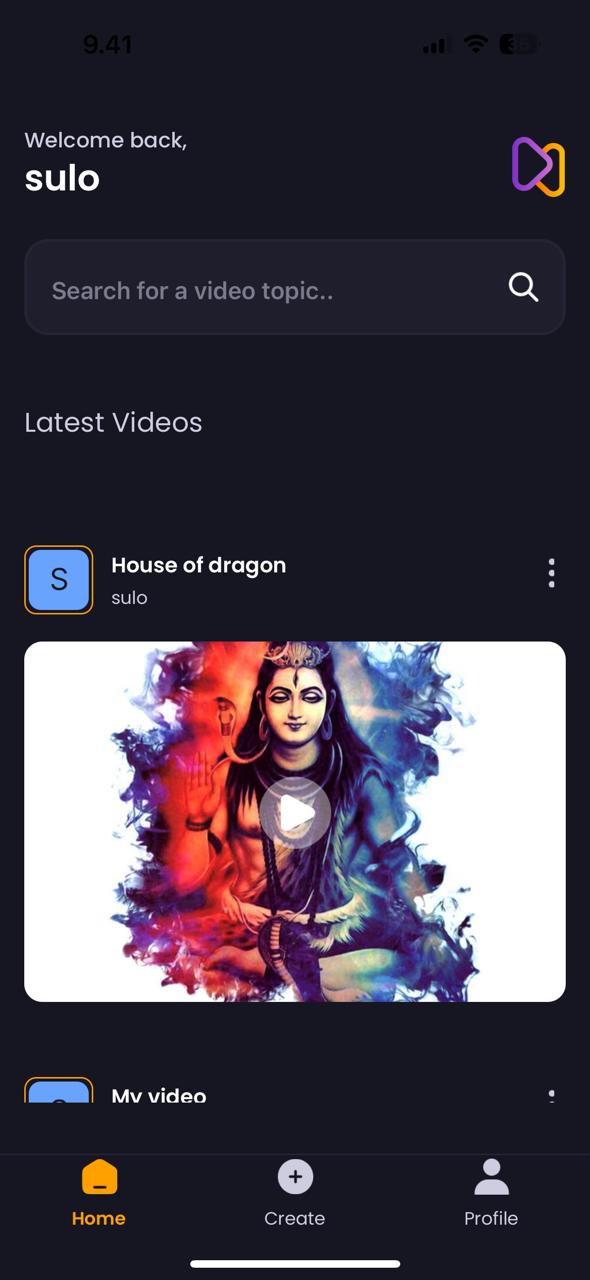 9.41
35
Welcome back,
sulo
Search for a video topic..
Latest Videos
S
House of dragon
sulo
My video
Home
Create
Profile